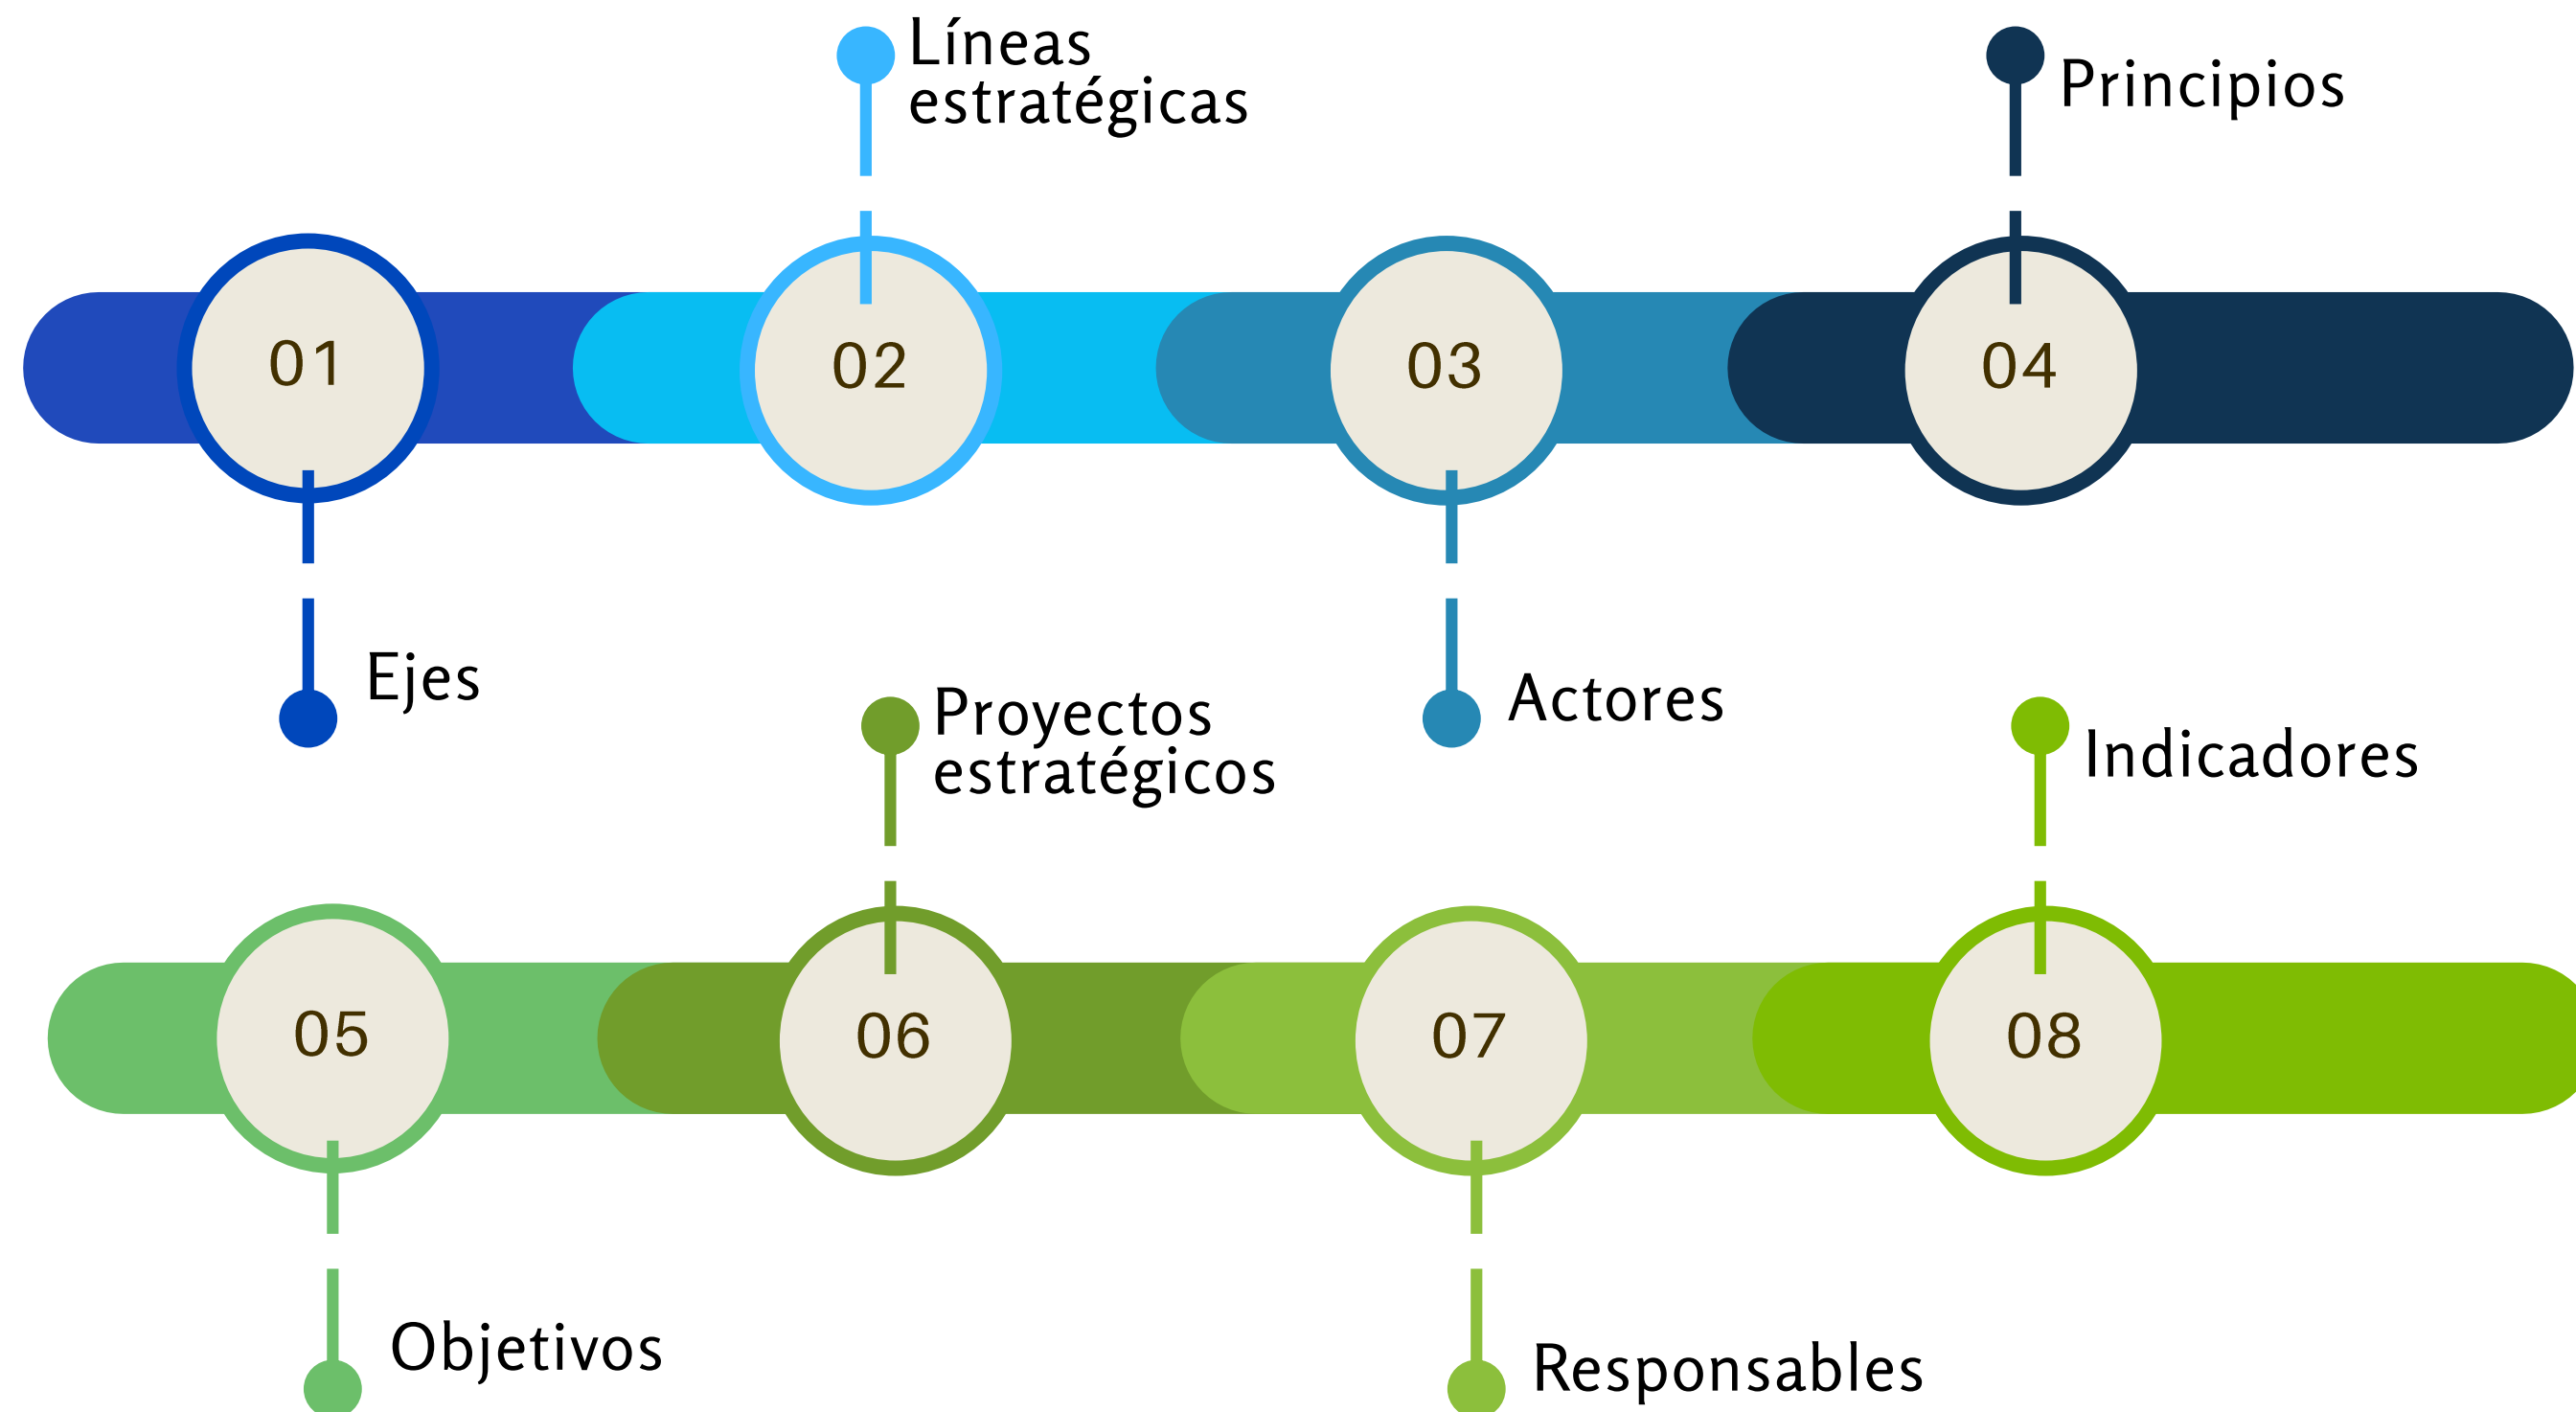 01
Ejes
02
Líneas
estratégicas
03
Actores
04
Principios
05
Objetivos
06
Proyectos
estratégicos
07
Responsables
08
Indicadores